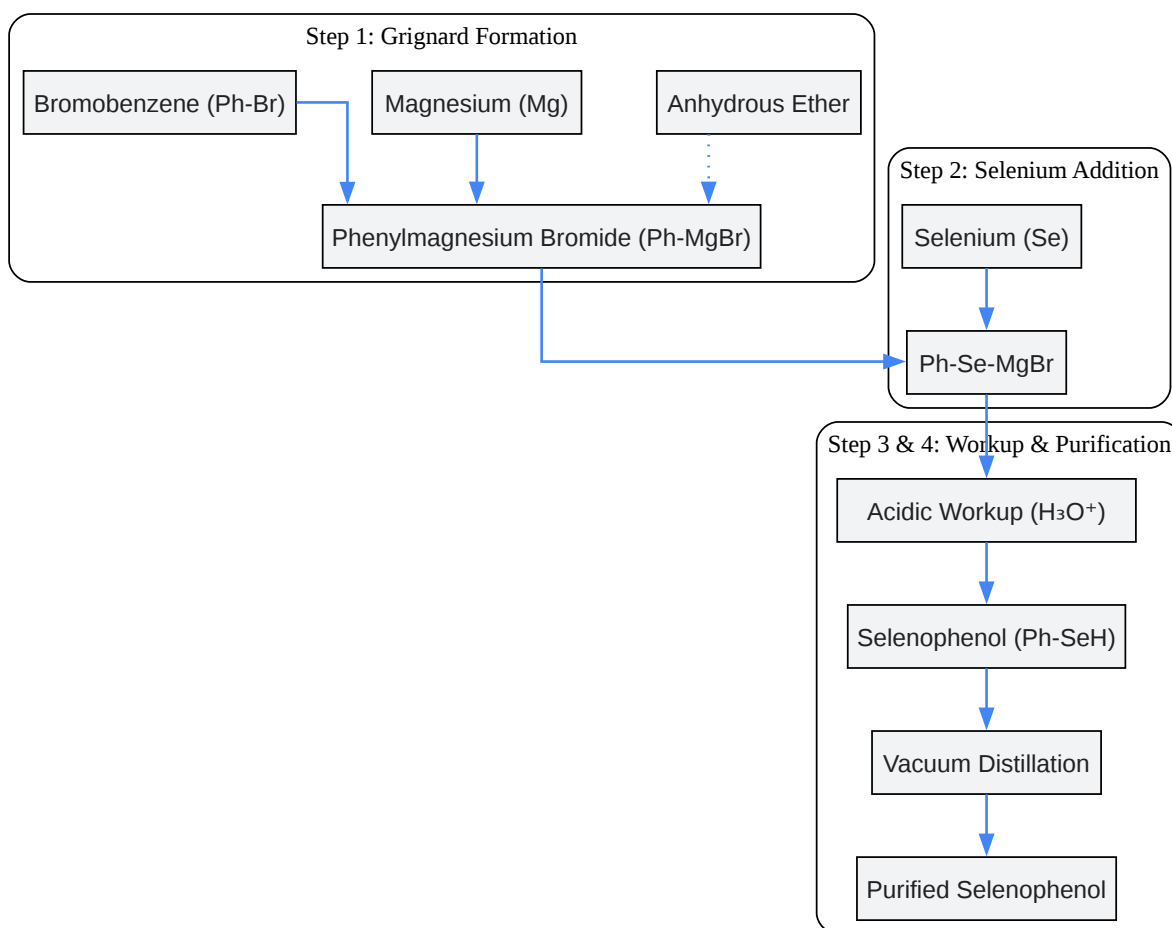 Step 1: Grignard Formation
Bromobenzene (Ph-Br)
Magnesium (Mg)
Anhydrous Ether
Phenylmagnesium Bromide (Ph-MgBr)
Step 2: Selenium Addition
Selenium (Se)
Ph-Se-MgBr
Step 3 & 4: Workup & Purification
Acidic Workup (H₃O⁺)
Selenophenol (Ph-SeH)
Vacuum Distillation
Purified Selenophenol